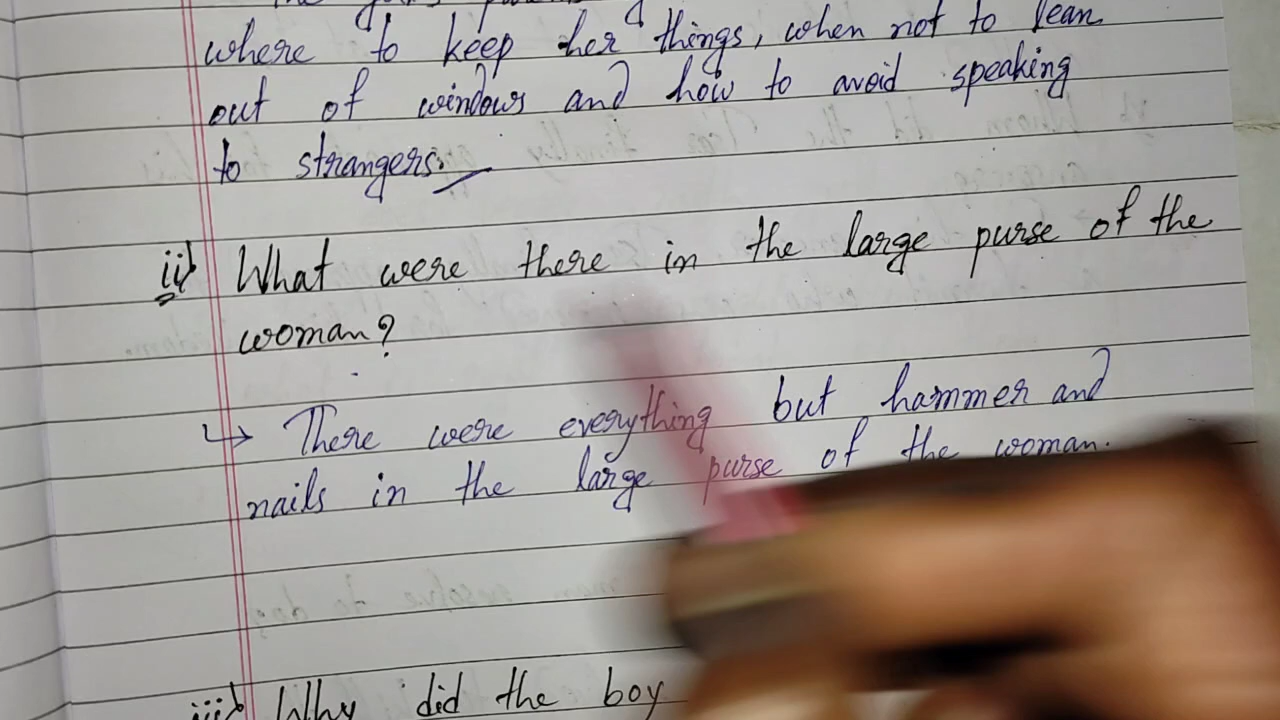 where to keep her things, when not to lean
out of windows and how to avoid speaking
to strangers.
ii) What were there in the large purse of the
woman?
↳ There were everything but hammer and
nails in the large purse of the woman.
iii) Why did the boy